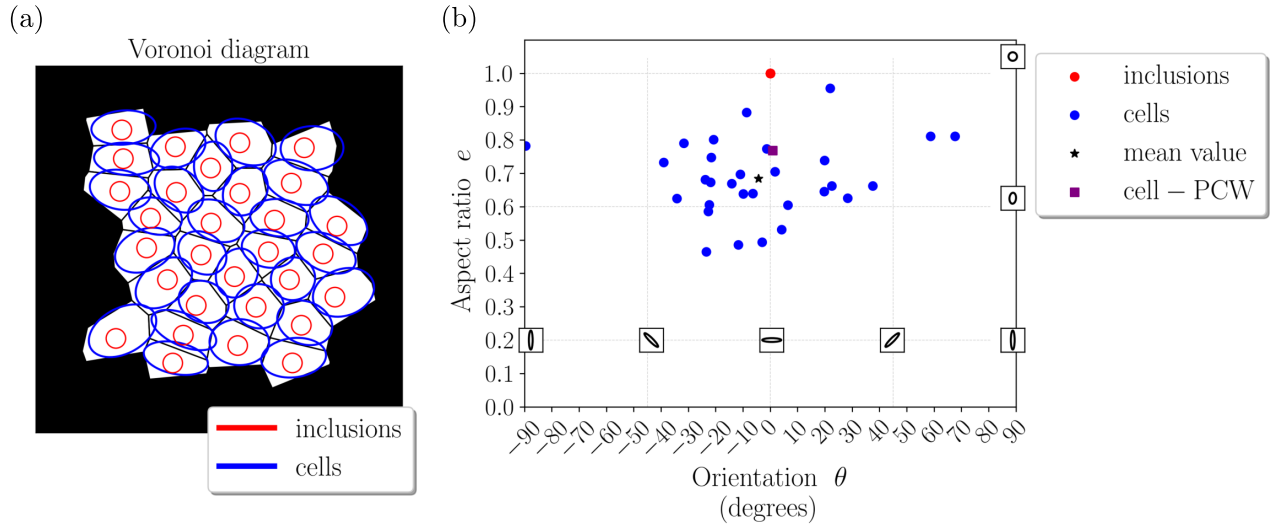 (a)
Voronoi diagram
inclusions
cells
(b)
Aspect ratio e
1.0
0.9
0.8
0.7
0.6
0.5
0.4
0.3
0.2
0.1
0.0
−90
−80
−70
−60
−50
−40
−30
−20
−10
0
10
20
30
40
50
60
70
80
90
Orientation θ
(degrees)
inclusions
cells
mean value
cell − PCW